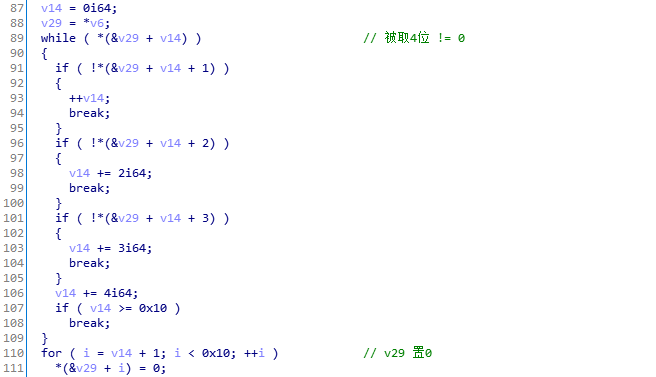 87 v14 = 0i64;
88 v29 = *v6;
89 while ( *(&v29 + v14) ) // 被取4位 != 0
90 {
91 if ( !*(&v29 + v14 + 1) )
92 {
93 ++v14;
94 break;
95 }
96 if ( !*(&v29 + v14 + 2) )
97 {
98 v14 += 2i64;
99 break;
100 }
101 if ( !*(&v29 + v14 + 3) )
102 {
103 v14 += 3i64;
104 break;
105 }
106 v14 += 4i64;
107 if ( v14 >= 0x10 )
108 break;
109 }
110 for ( i = v14 + 1; i < 0x10; ++i ) // v29 置0
111 *(&v29 + i) = 0;